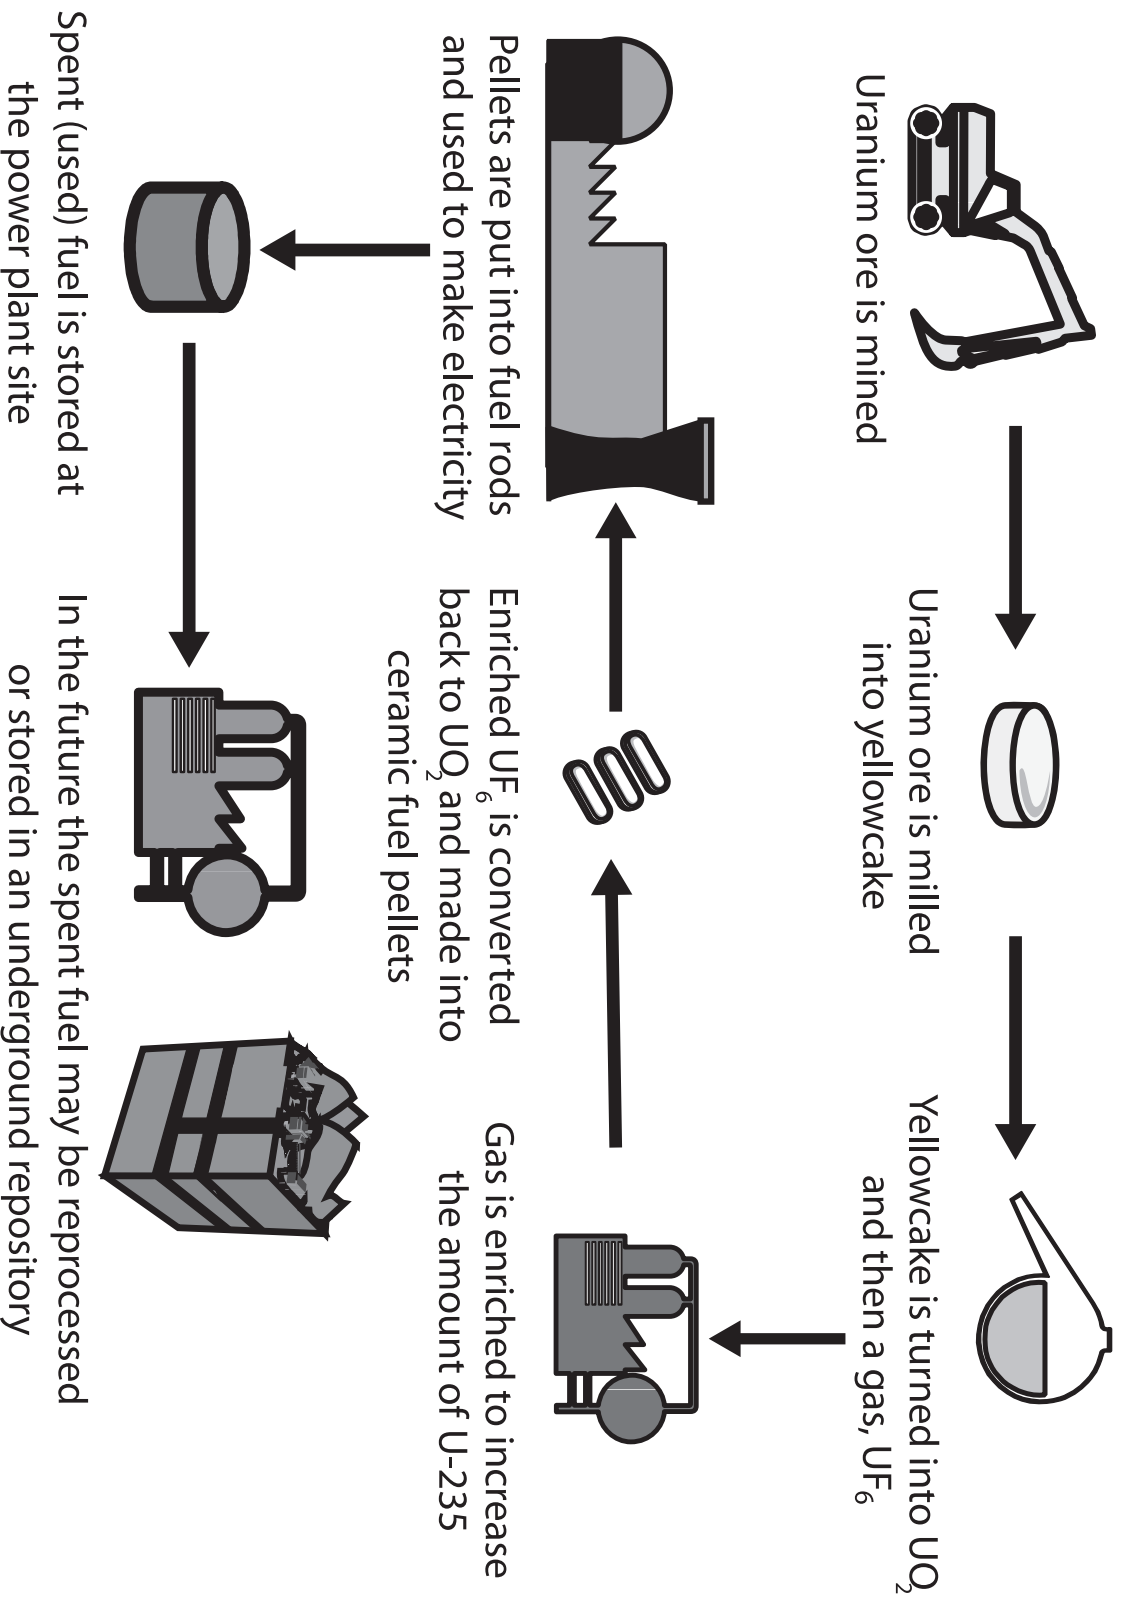 Uranium ore is mined
Uranium ore is milled
into yellowcake
Yellowcake is turned into UO₂
and then a gas, UF₆
Gas is enriched to increase
the amount of U-235
Enriched UF₆ is converted
back to UO₂ and made into
ceramic fuel pellets
Pellets are put into fuel rods
and used to make electricity
Spent (used) fuel is stored at
the power plant site
In the future the spent fuel may be reprocessed
or stored in an underground repository